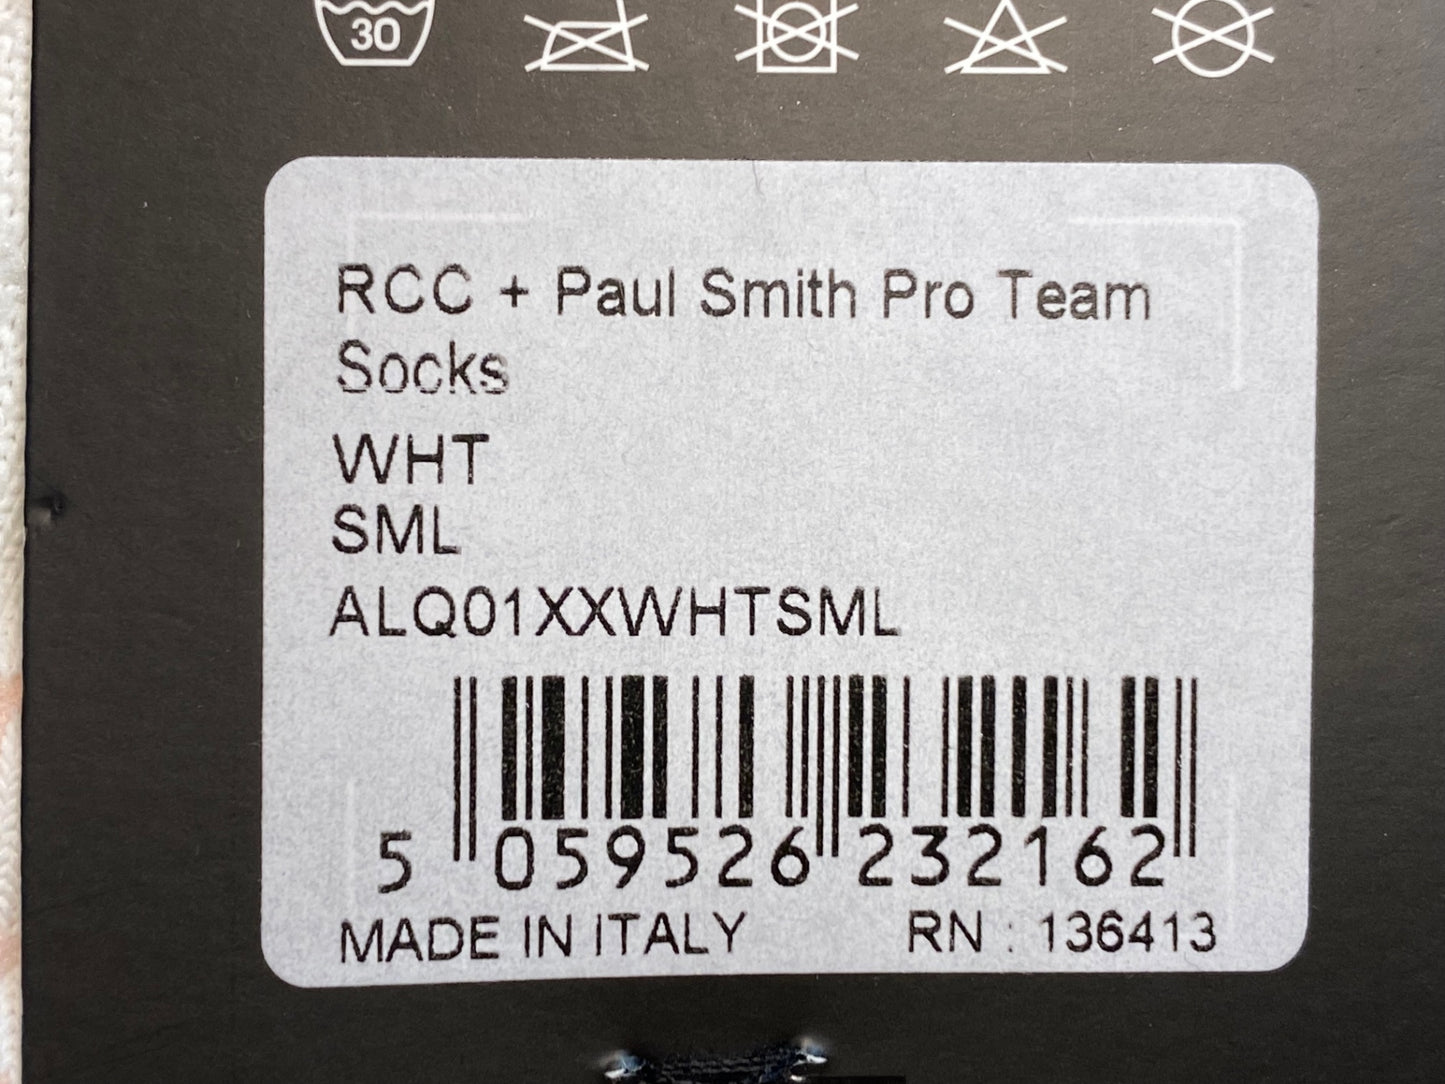 30
RCC + Paul Smith Pro Team
Socks
WHT
SML
ALQ01XXWHTSML
5 059526 232162
MADE IN ITALY RN : 136413